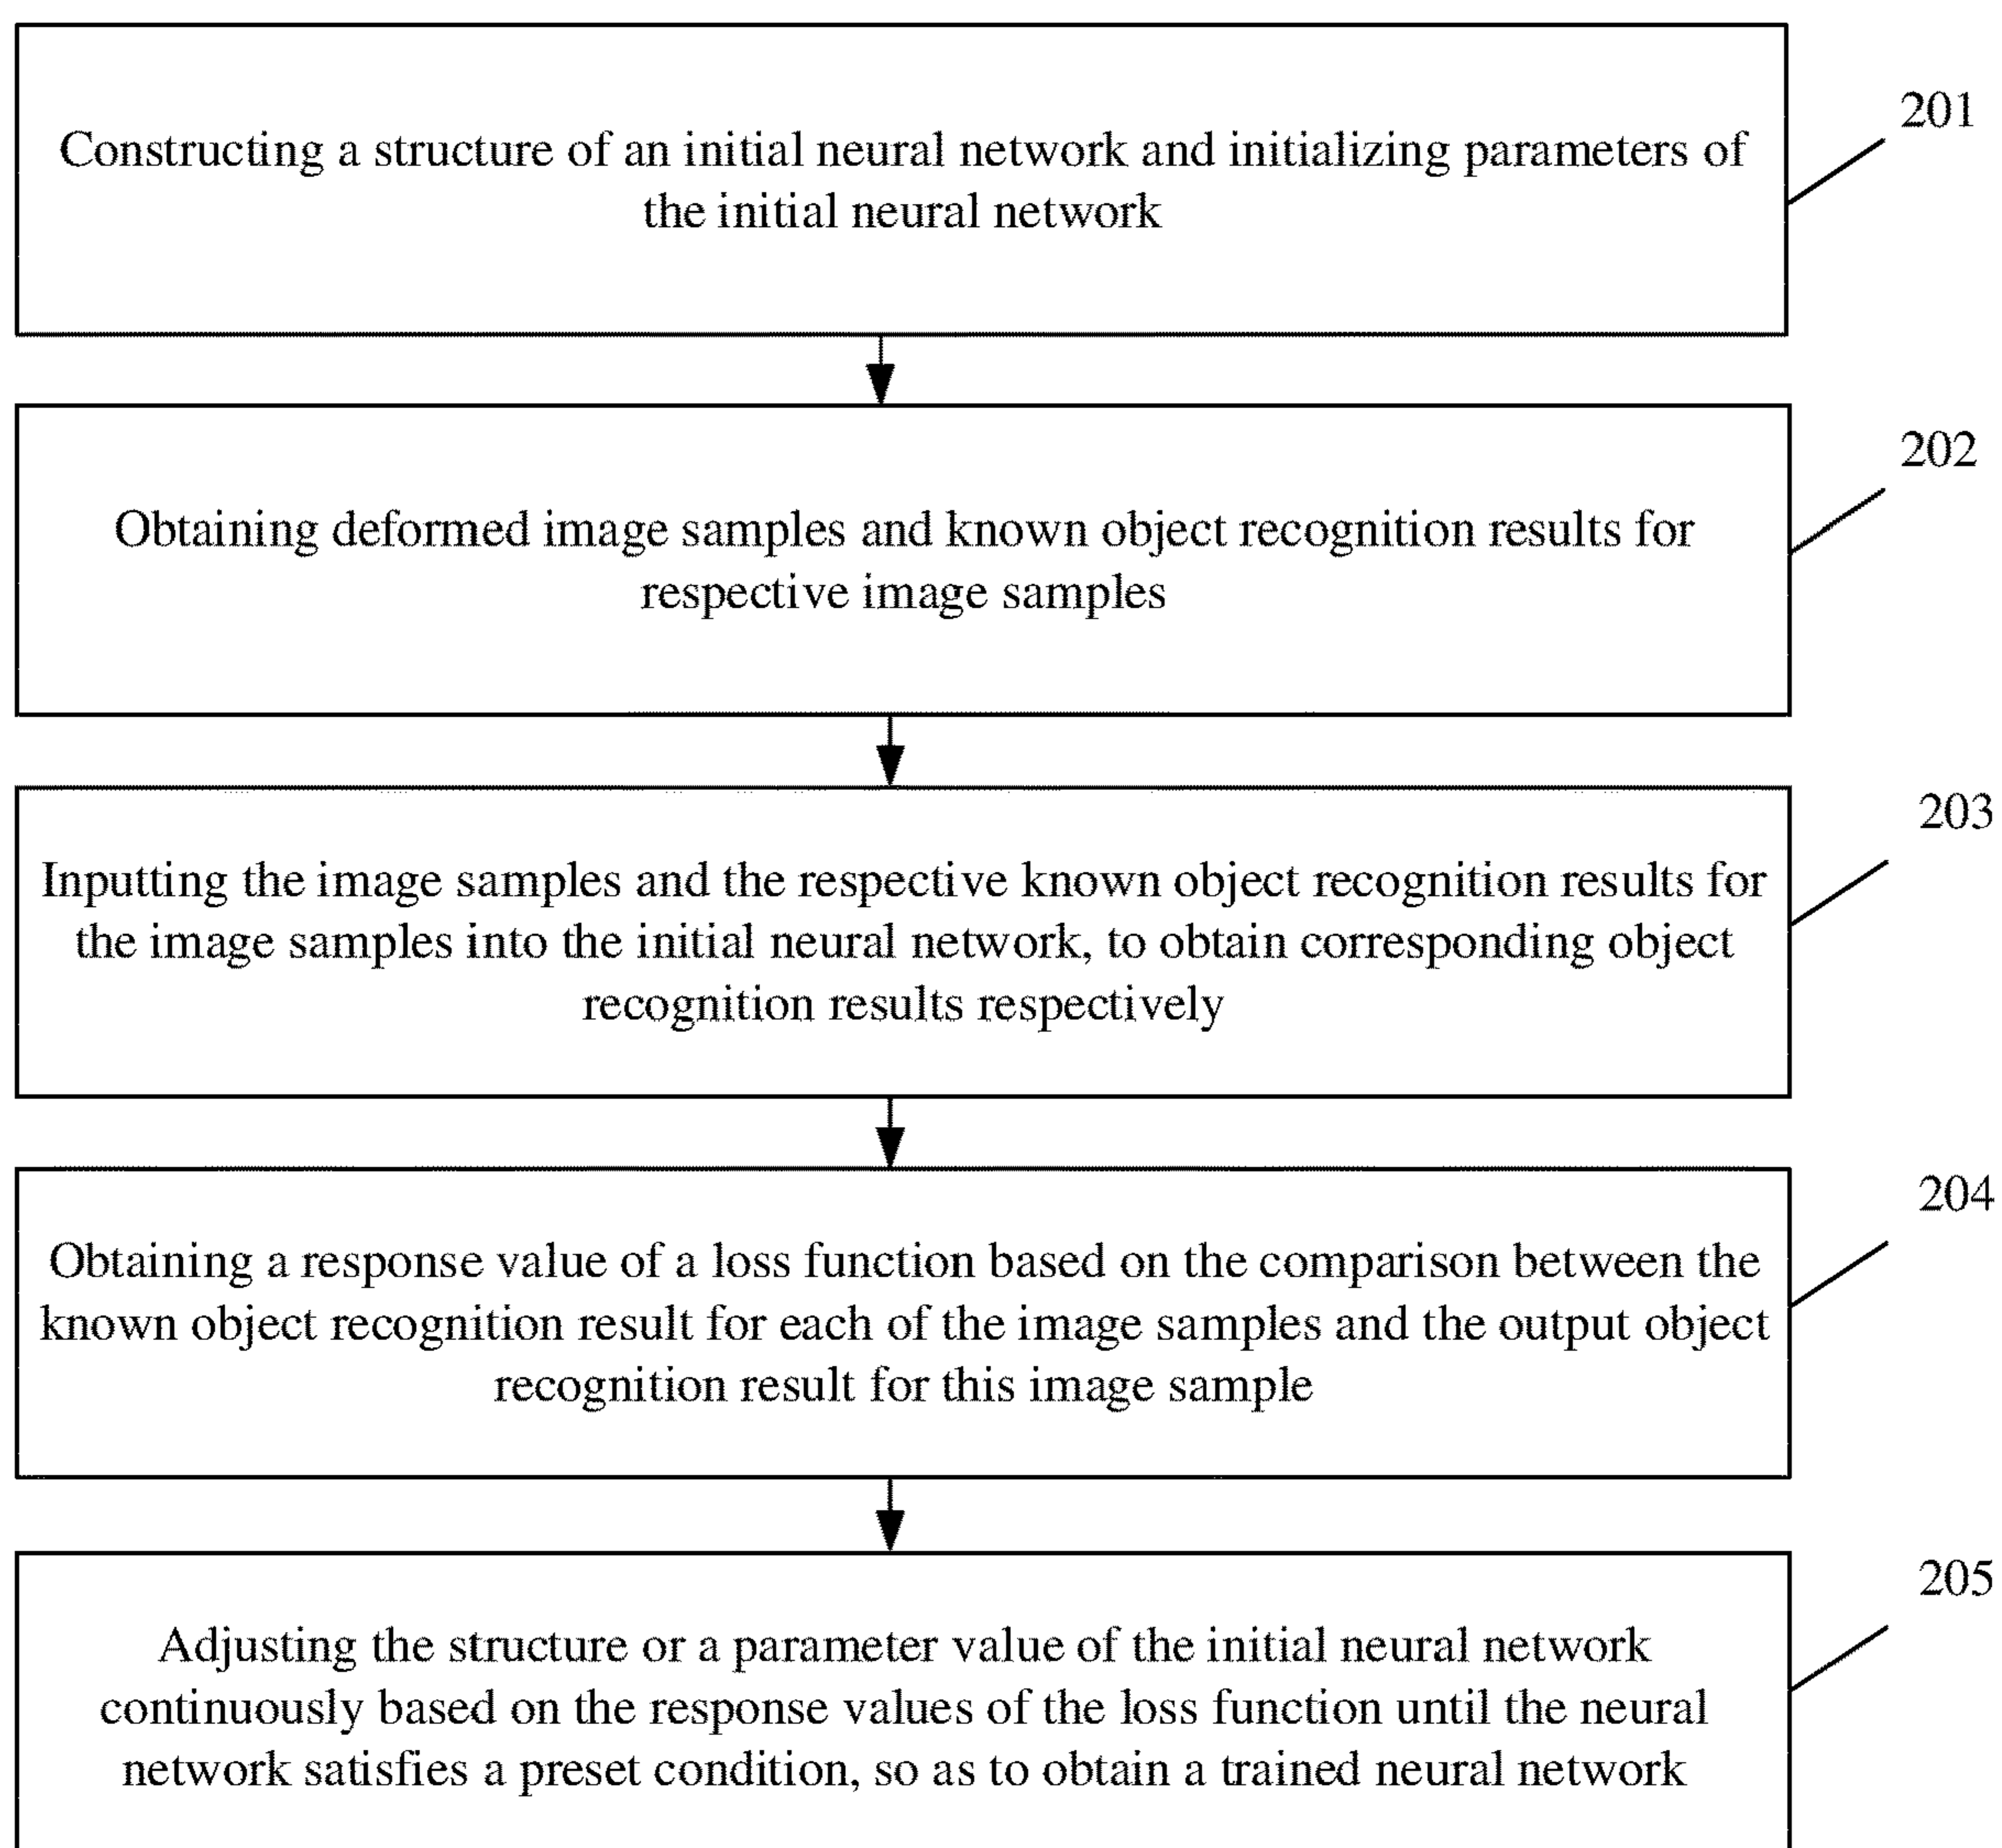 201
Constructing a structure of an initial neural network and initializing parameters of
the initial neural network
202
Obtaining deformed image samples and known object recognition results for
respective image samples
203
Inputting the image samples and the respective known object recognition results for
the image samples into the initial neural network, to obtain corresponding object
recognition results respectively
204
Obtaining a response value of a loss function based on the comparison between the
known object recognition result for each of the image samples and the output object
recognition result for this image sample
205
Adjusting the structure or a parameter value of the initial neural network
continuously based on the response values of the loss function until the neural
network satisfies a preset condition, so as to obtain a trained neural network